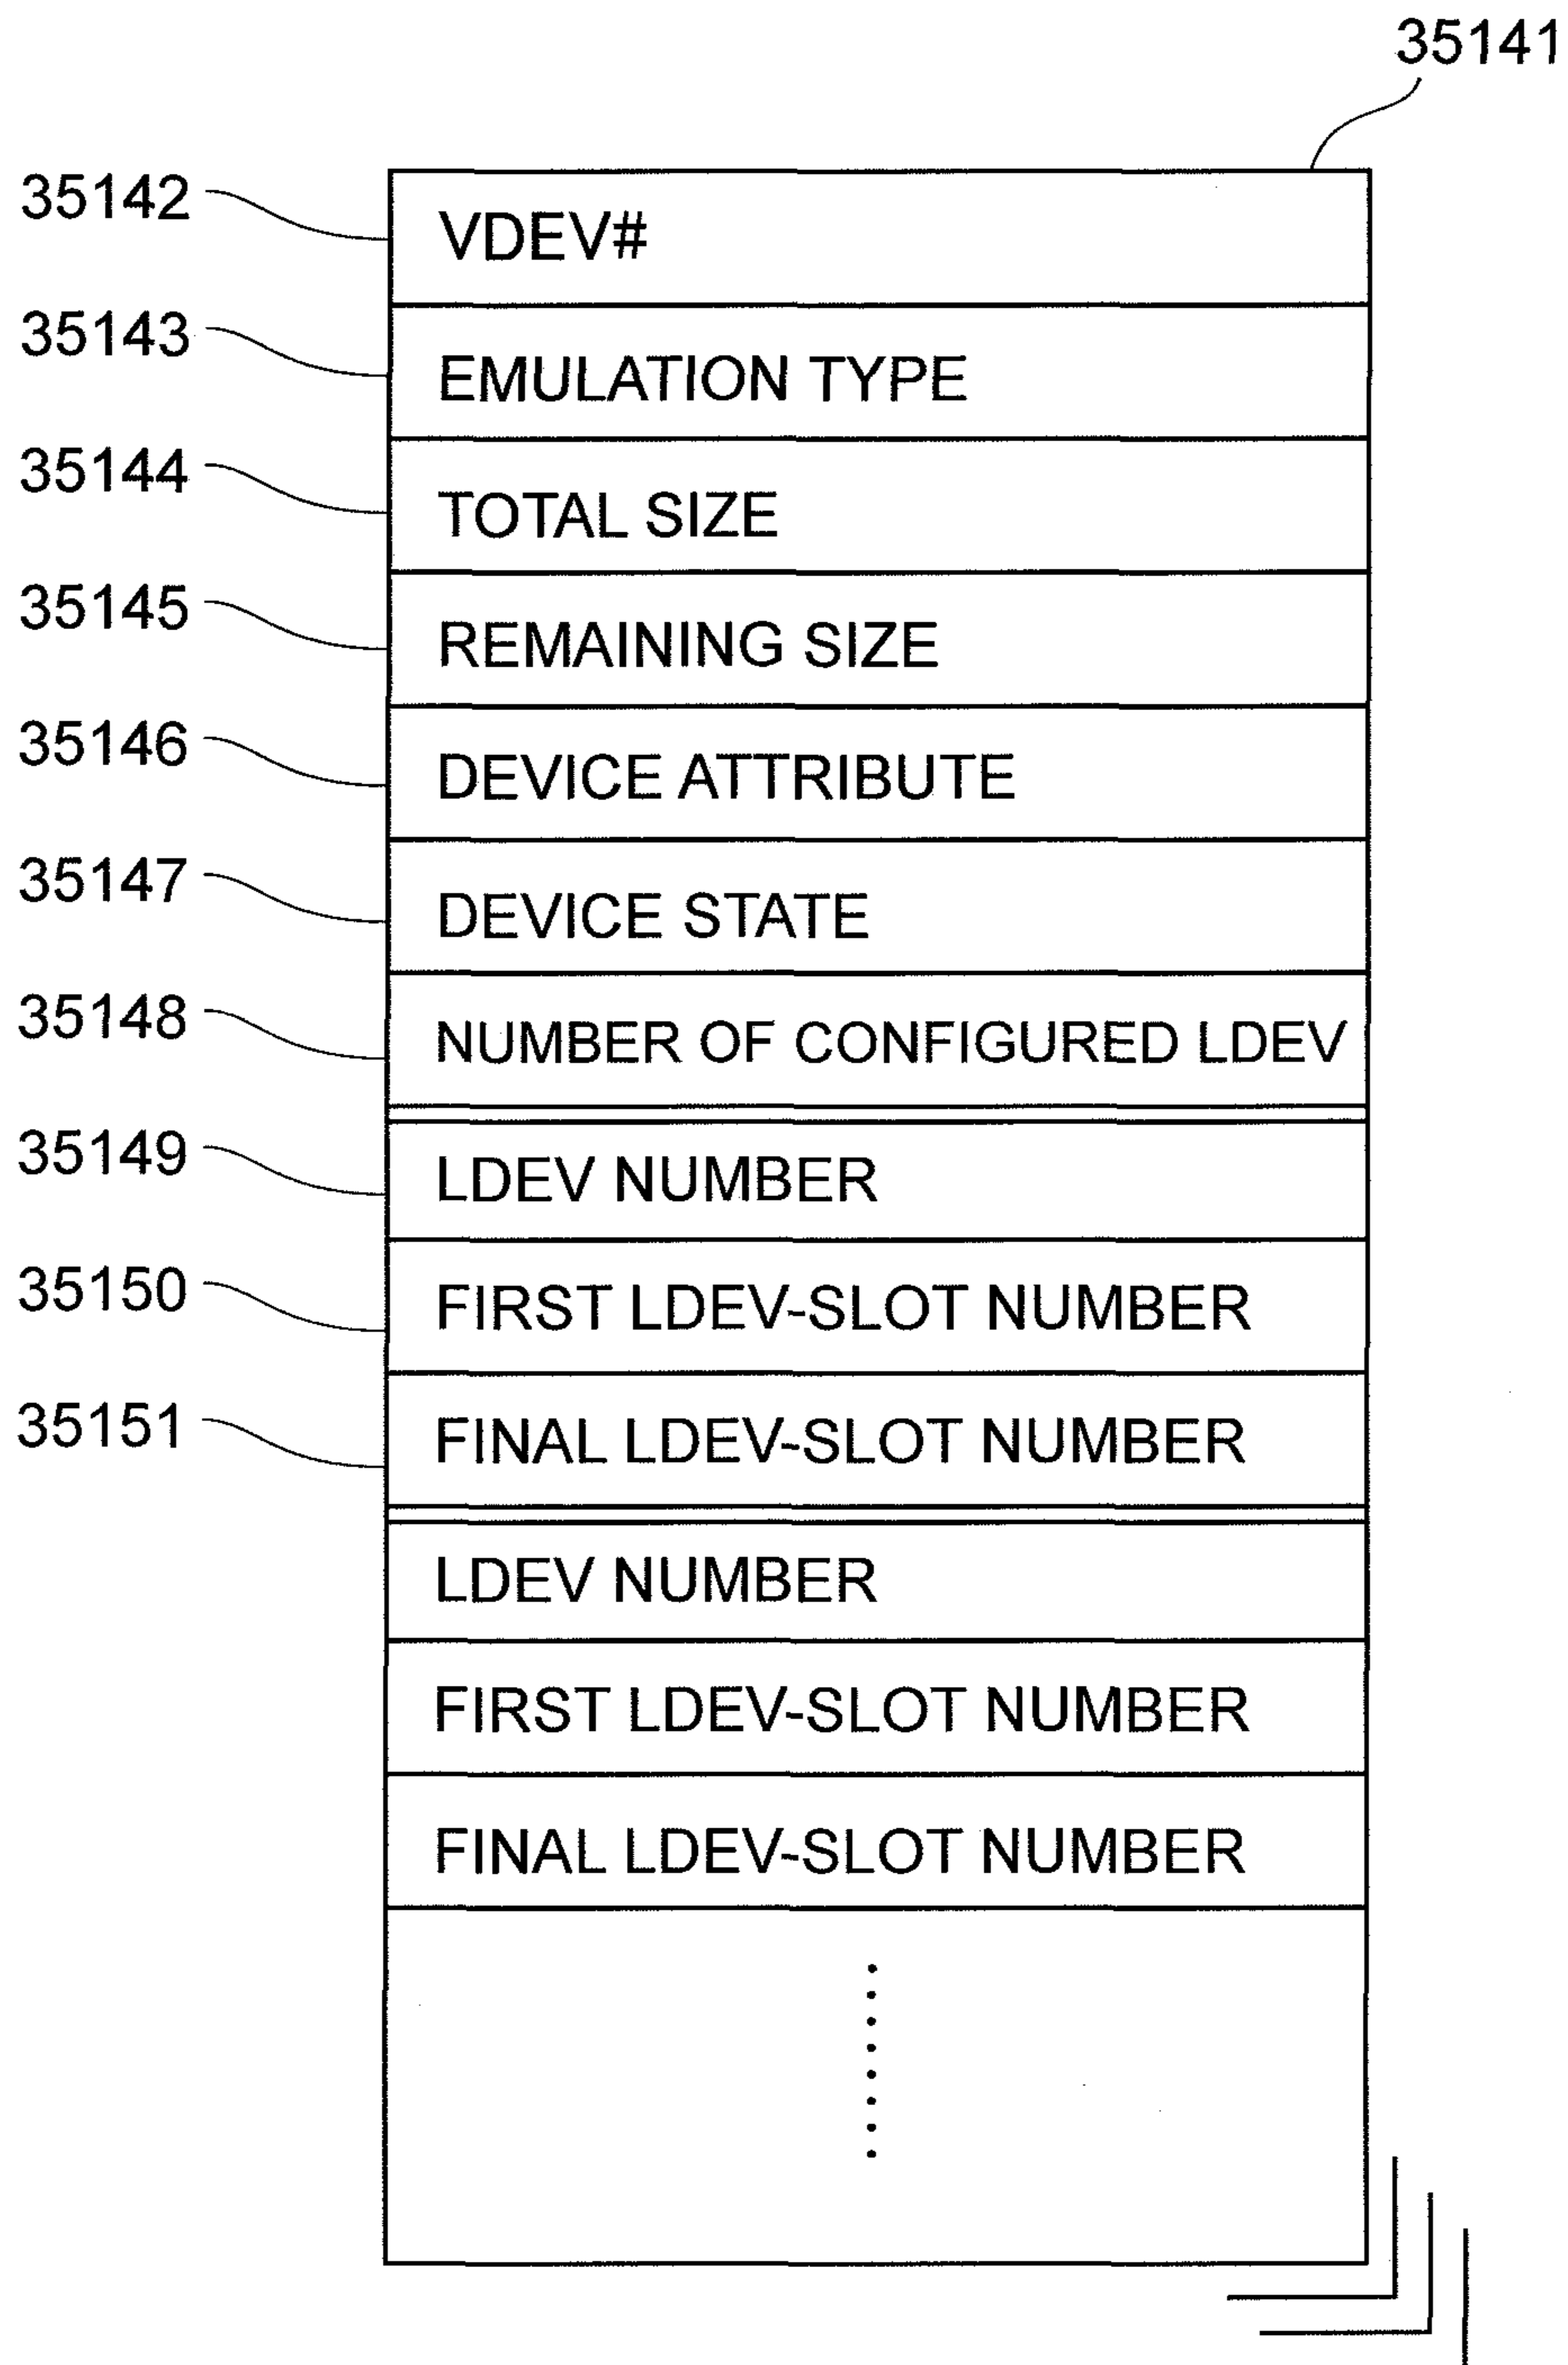 35141
35142
VDEV#
35143
EMULATION TYPE
35144
TOTAL SIZE
35145
REMAINING SIZE
35146
DEVICE ATTRIBUTE
35147
DEVICE STATE
35148
NUMBER OF CONFIGURED LDEV
35149
LDEV NUMBER
35150
FIRST LDEV-SLOT NUMBER
35151
FINAL LDEV-SLOT NUMBER
LDEV NUMBER
FIRST LDEV-SLOT NUMBER
FINAL LDEV-SLOT NUMBER